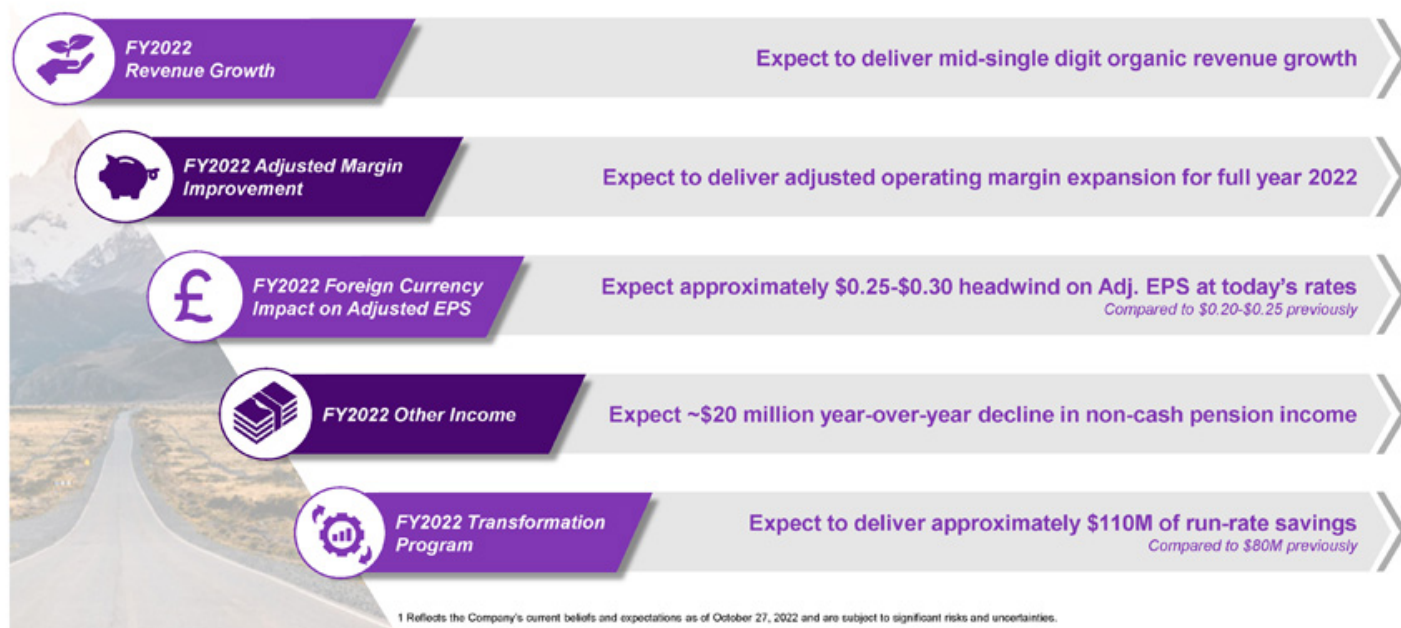 FY2022
Revenue Growth
Expect to deliver mid-single digit organic revenue growth
FY2022 Adjusted Margin
Improvement
Expect to deliver adjusted operating margin expansion for full year 2022
FY2022 Foreign Currency
Impact on Adjusted EPS
Expect approximately $0.25-$0.30 headwind on Adj. EPS at today's rates
Compared to $0.20-$0.25 previously
£
FY2022 Other Income
Expect ~$20 million year-over-year decline in non-cash pension income
FY2022 Transformation
Program
Expect to deliver approximately $110M of run-rate savings
Compared to $80M previously
1 Reflects the Company's current beliefs and expectations as of October 27, 2022 and are subject to significant risks and uncertainties.